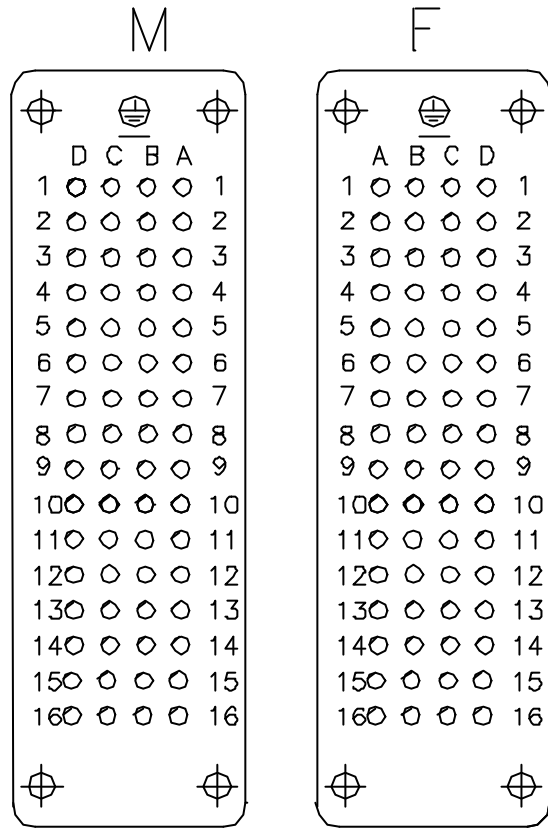 M F
D C B A A B C D
1 1 1 1
2 2 2 2
3 3 3 3
4 4 4 4
5 5 5 5
6 6 6 6
7 7 7 7
8 8 8 8
9 9 9 9
10 10 10 10
11 11 11 11
12 12 12 12
13 13 13 13
14 14 14 14
15 15 15 15
16 16 16 16